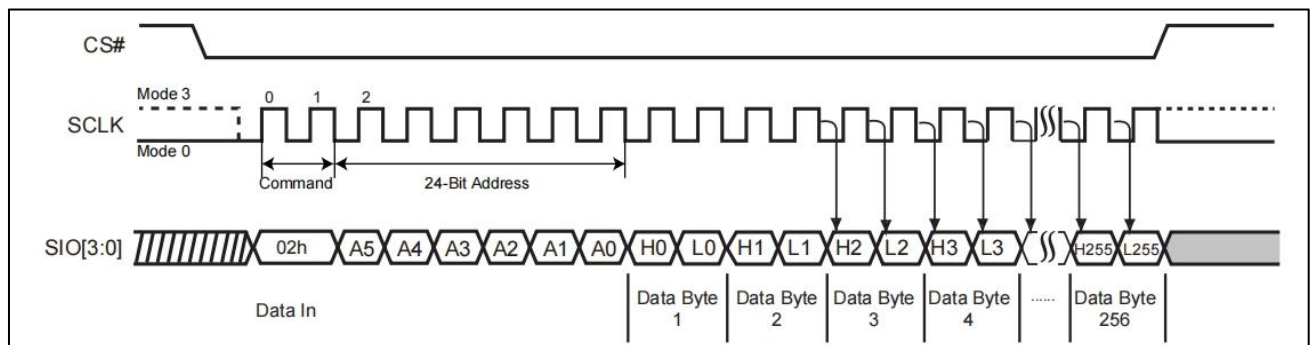 CS#
Mode 3
0 1 2
SCLK
Mode 0
Command 24-Bit Address
SIO[3:0] 02h A5 A4 A3 A2 A1 A0 H0 L0 H1 L1 H2 L2 H3 L3 H255 L255
Data In Data Byte 1 Data Byte 2 Data Byte 3 Data Byte 4 ...... Data Byte 256